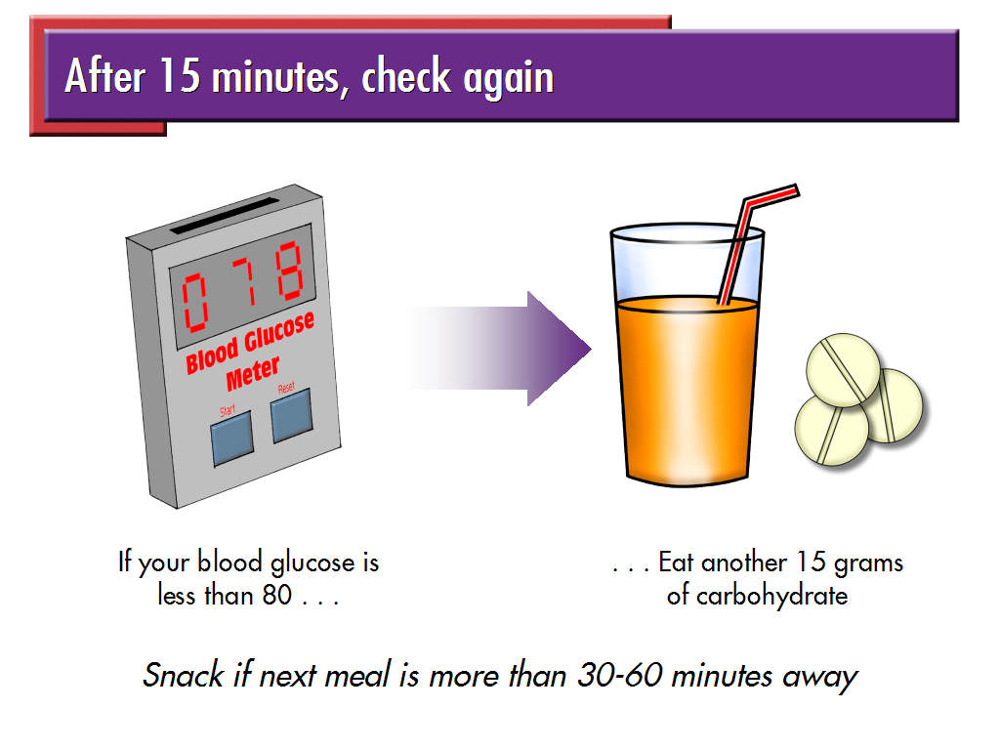 After 15 minutes, check again
078
Blood Glucose
Meter
Start
Reset
If your blood glucose is
less than 80 . . .
. . . Eat another 15 grams
of carbohydrate
Snack if next meal is more than 30-60 minutes away